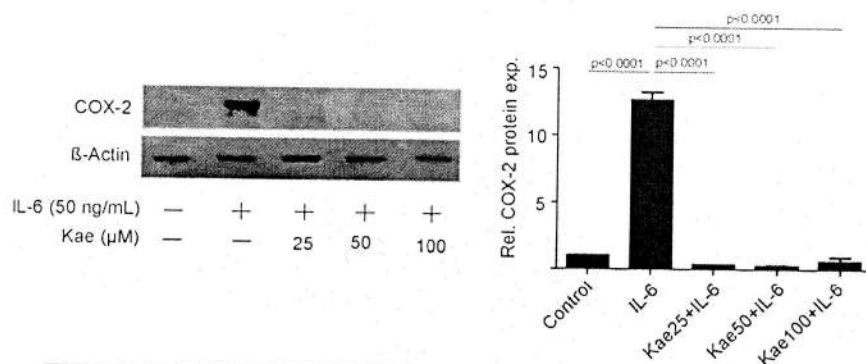 COX-2
ß-Actin
IL-6 (50 ng/mL) — + + + +
Kae (µM) — — 25 50 100
p<0.0001
p<0.0001
p<0.0001 p<0.0001
Rel. COX-2 protein exp.
15
10
5
Control
IL-6
Kae25+IL-6
Kae50+IL-6
Kae100+IL-6